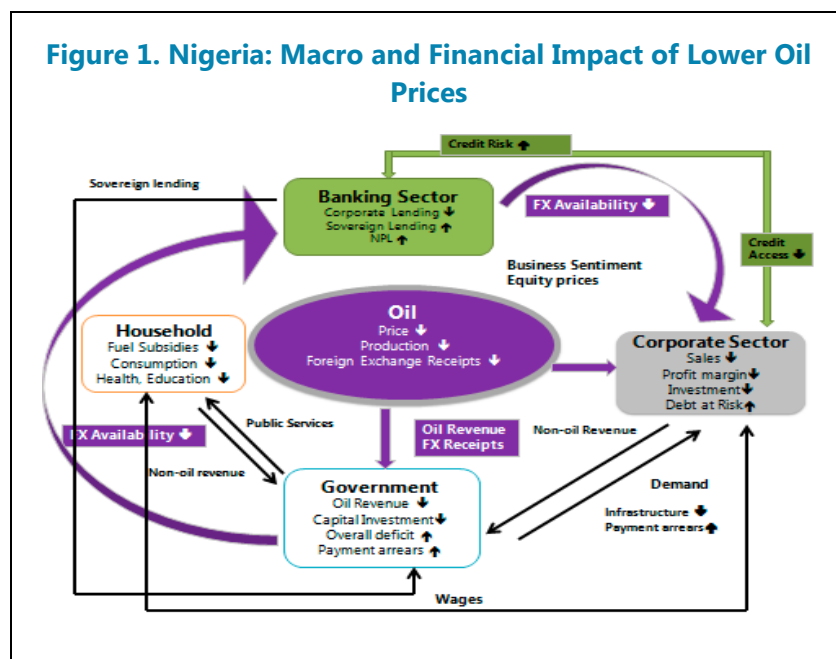 Figure 1. Nigeria: Macro and Financial Impact of Lower Oil
Prices
Credit Risk 🡹
Sovereign lending
Banking Sector
Corporate Lending 🡻
Sovereign Lending 🡹
NPL 🡹
FX Availability 🡻
Credit
Access 🡻
Business Sentiment
Equity prices
Oil
Price 🡻
Production 🡻
Foreign Exchange Receipts 🡻
Household
Fuel Subsidies 🡻
Consumption 🡻
Health, Education 🡻
Corporate Sector
Sales 🡻
Profit margin🡻
Investment🡻
Debt at Risk🡹
Public Services
FX Availability 🡻
Oil Revenue
FX Receipts
Non-oil Revenue
Non-oil revenue
Government
Oil Revenue 🡻
Capital Investment🡻
Overall deficit 🡹
Payment arrears 🡹
Demand
Infrastructure 🡻
Payment arrears🡹
Wages